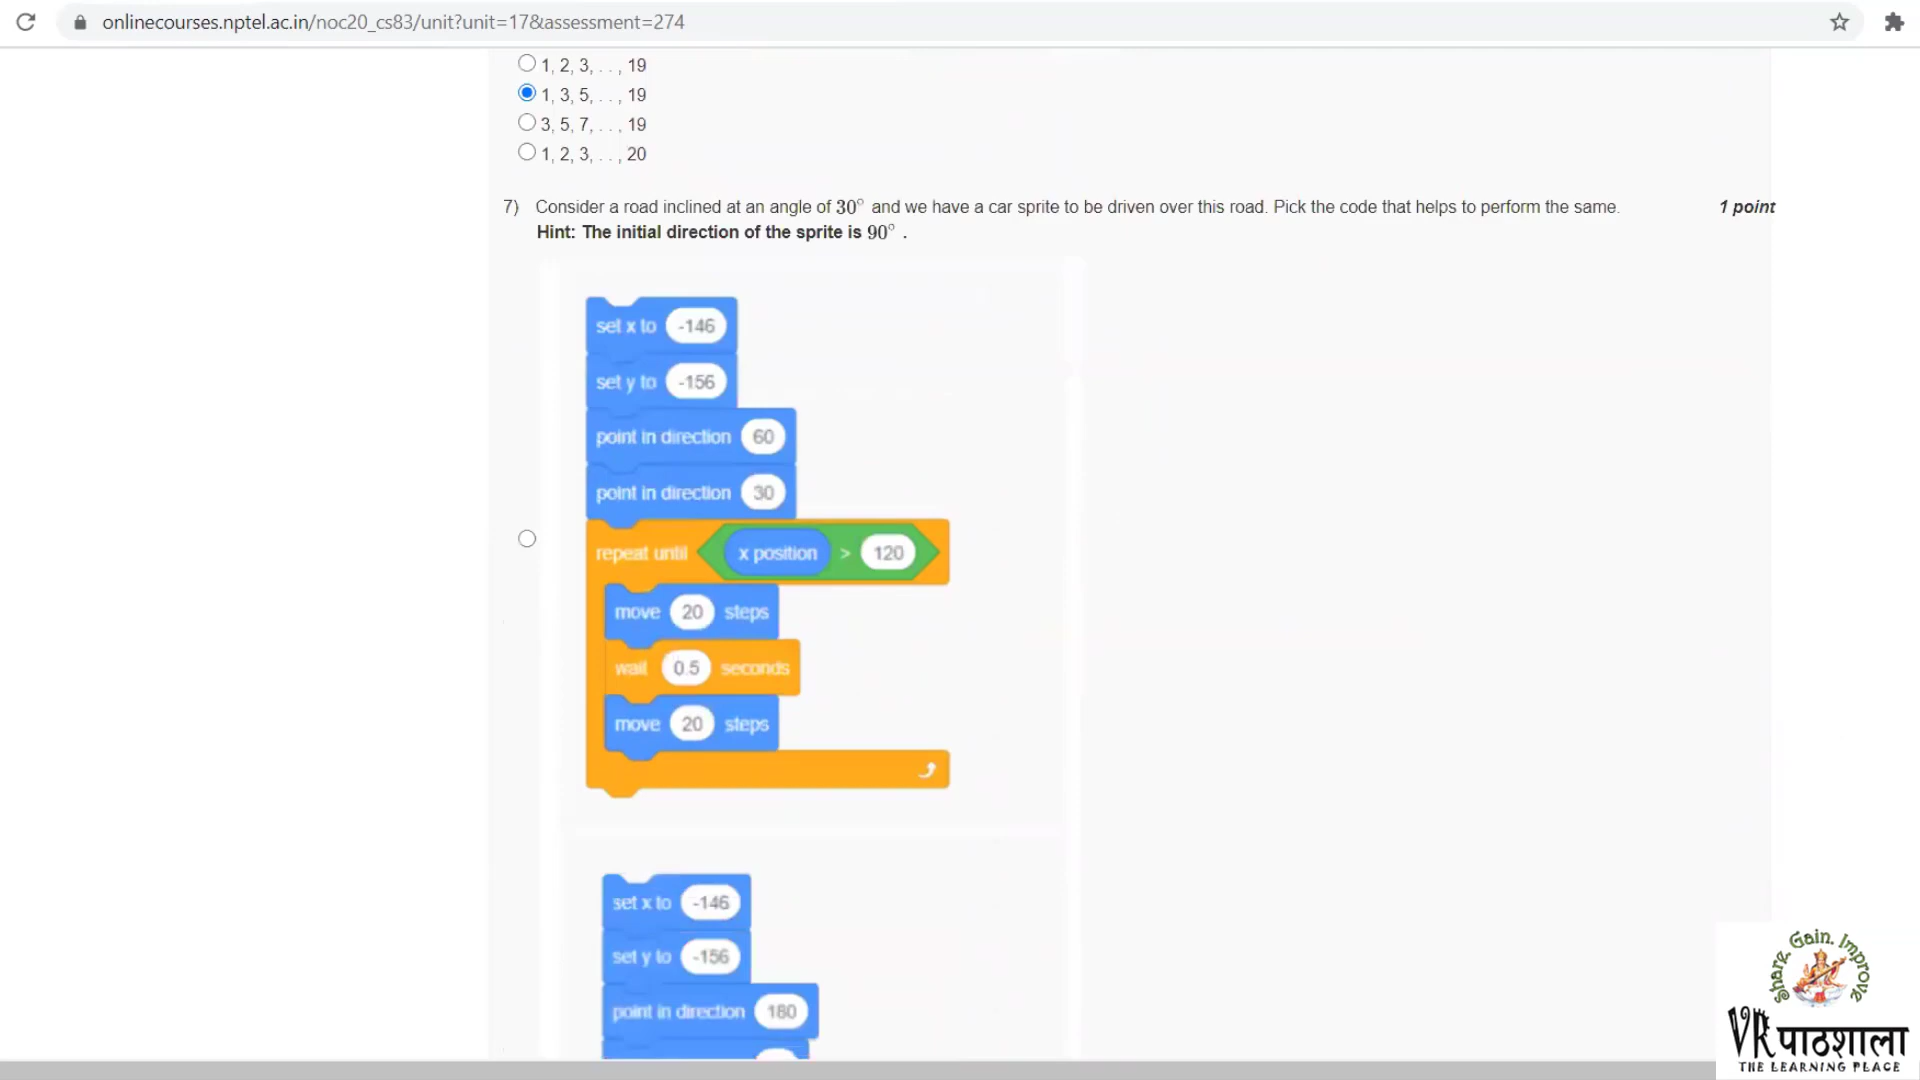 onlinecourses.nptel.ac.in/noc20_cs83/unit?unit=17&assessment=274
1, 2, 3, . . , 19
1, 3, 5, . . , 19
3, 5, 7, . . , 19
1, 2, 3, . . , 20
7) Consider a road inclined at an angle of 30° and we have a car sprite to be driven over this road. Pick the code that helps to perform the same. 1 point
Hint: The initial direction of the sprite is 90° .
set x to -146
set y to -156
point in direction 60
point in direction 30
repeat until x position > 120
move 20 steps
wait 0.5 seconds
move 20 steps
set x to -146
set y to -156
point in direction 180
Share. Gain. Improve
VR पाठशाला
THE LEARNING PLACE